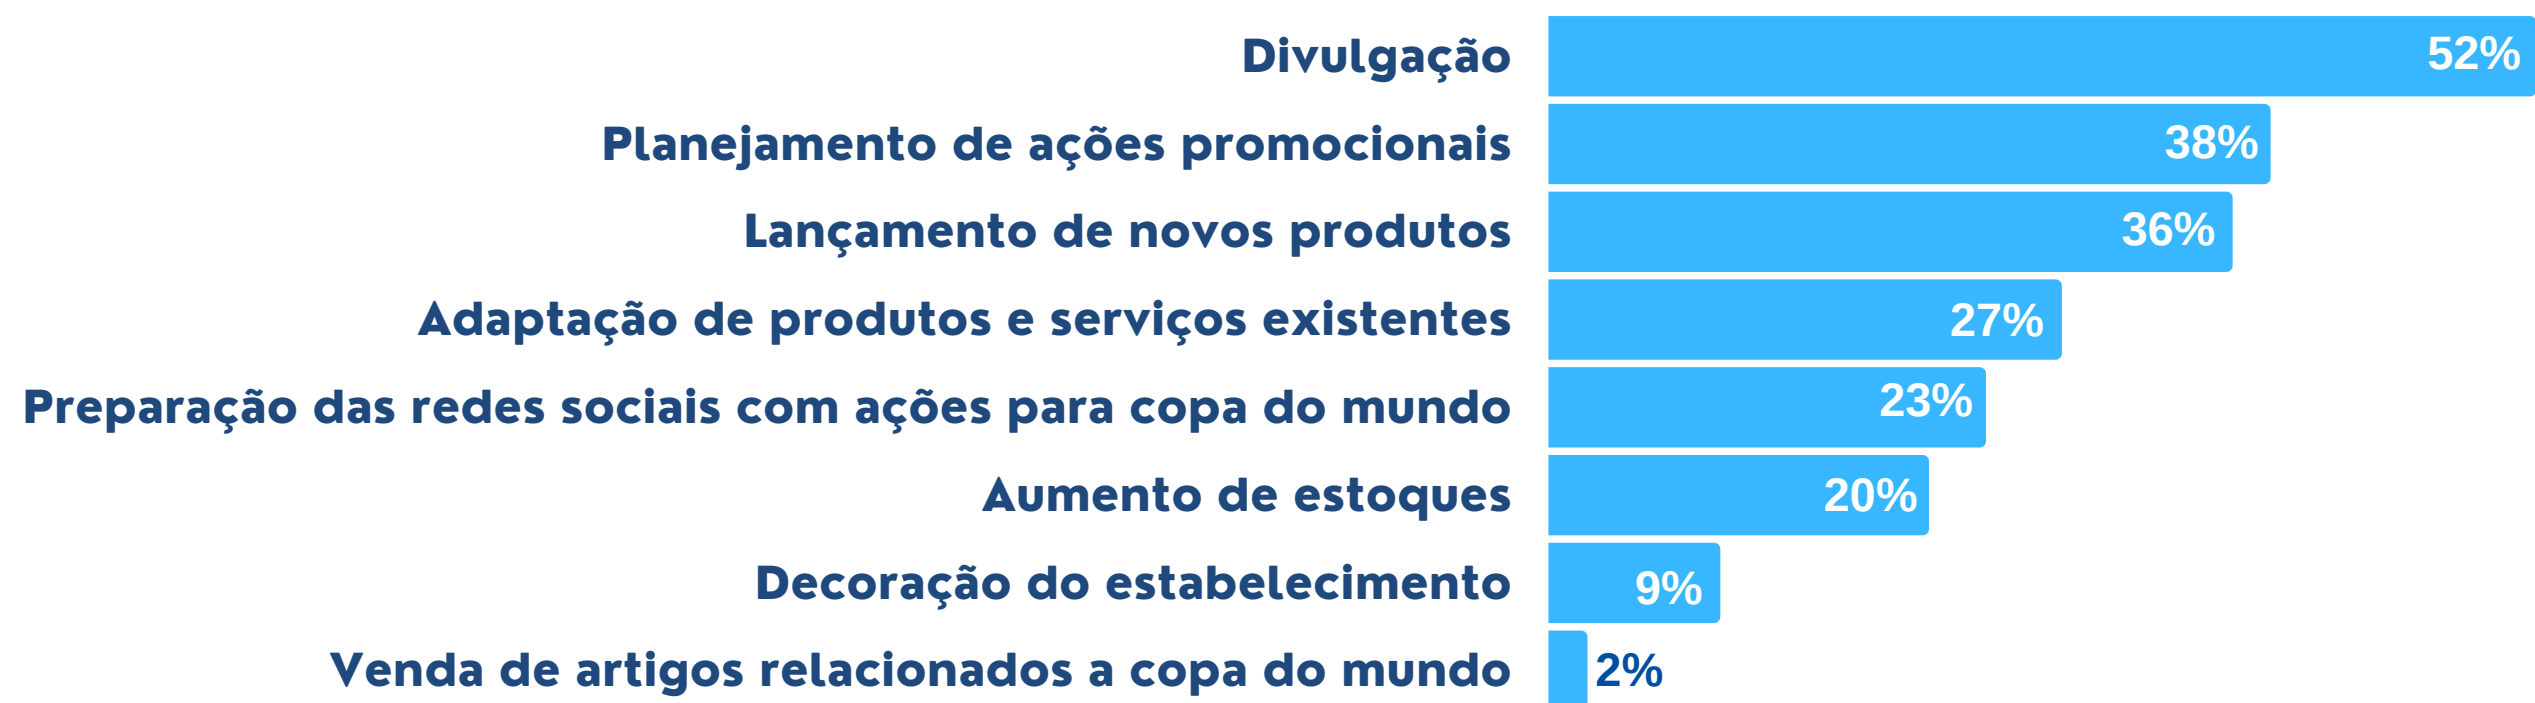 Divulgação 52%
Planejamento de ações promocionais 38%
Lançamento de novos produtos 36%
Adaptação de produtos e serviços existentes 27%
Preparação das redes sociais com ações para copa do mundo 23%
Aumento de estoques 20%
Decoração do estabelecimento 9%
Venda de artigos relacionados a copa do mundo 2%